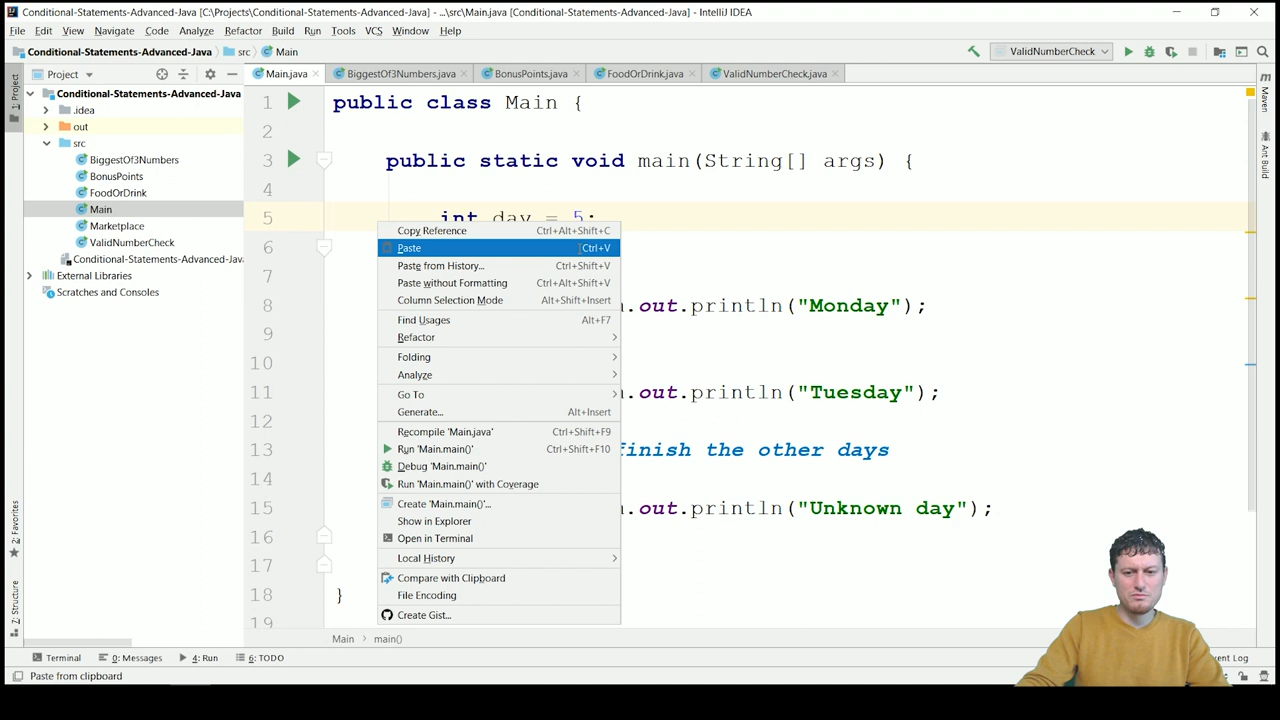 Conditional-Statements-Advanced-Java [C:\Projects\Conditional-Statements-Advanced-Java] - ...\src\Main.java [Conditional-Statements-Advanced-Java] - IntelliJ IDEA
File Edit View Navigate Code Analyze Refactor Build Run Tools VCS Window Help
Conditional-Statements-Advanced-Java src Main ValidNumberCheck
Project Main.java BiggestOf3Numbers.java BonusPoints.java FoodOrDrink.java ValidNumberCheck.java
1: Project
Conditional-Statements-Advanced-Java
.idea
out
src
BiggestOf3Numbers
BonusPoints
FoodOrDrink
Main
Marketplace
ValidNumberCheck
Conditional-Statements-Advanced-Java
External Libraries
Scratches and Consoles
2: Favorites
Z: Structure
1 public class Main {
2
3 public static void main(String[] args) {
4
5 int day = 5;
6
7
8 .out.println("Monday");
9
10
11 .out.println("Tuesday");
12
13 finish the other days
14
15 .out.println("Unknown day");
16
17
18 }
19
Copy Reference Ctrl+Alt+Shift+C
Paste Ctrl+V
Paste from History... Ctrl+Shift+V
Paste without Formatting Ctrl+Alt+Shift+V
Column Selection Mode Alt+Shift+Insert
Find Usages Alt+F7
Refactor
Folding
Analyze
Go To
Generate... Alt+Insert
Recompile 'Main.java' Ctrl+Shift+F9
Run 'Main.main()' Ctrl+Shift+F10
Debug 'Main.main()'
Run 'Main.main()' with Coverage
Create 'Main.main()'...
Show in Explorer
Open in Terminal
Local History
Compare with Clipboard
File Encoding
Create Gist...
m Maven
Ant Build
Main main()
Terminal 0: Messages 4: Run 6: TODO ent Log
Paste from clipboard